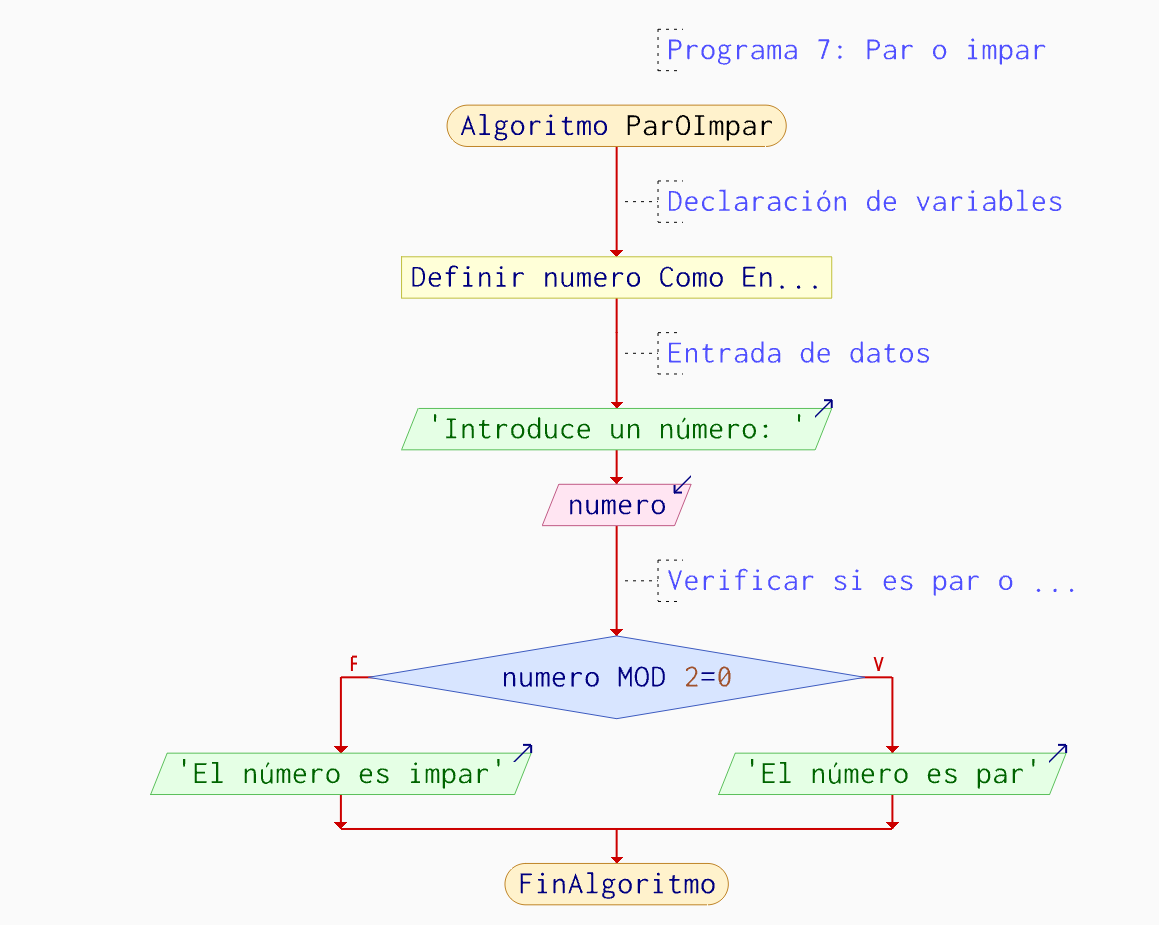 Programa 7: Par o impar
Algoritmo ParOImpar
Declaración de variables
Definir numero Como En...
Entrada de datos
'Introduce un número: '
numero
Verificar si es par o ...
F
V
numero MOD 2=0
'El número es impar'
'El número es par'
FinAlgoritmo